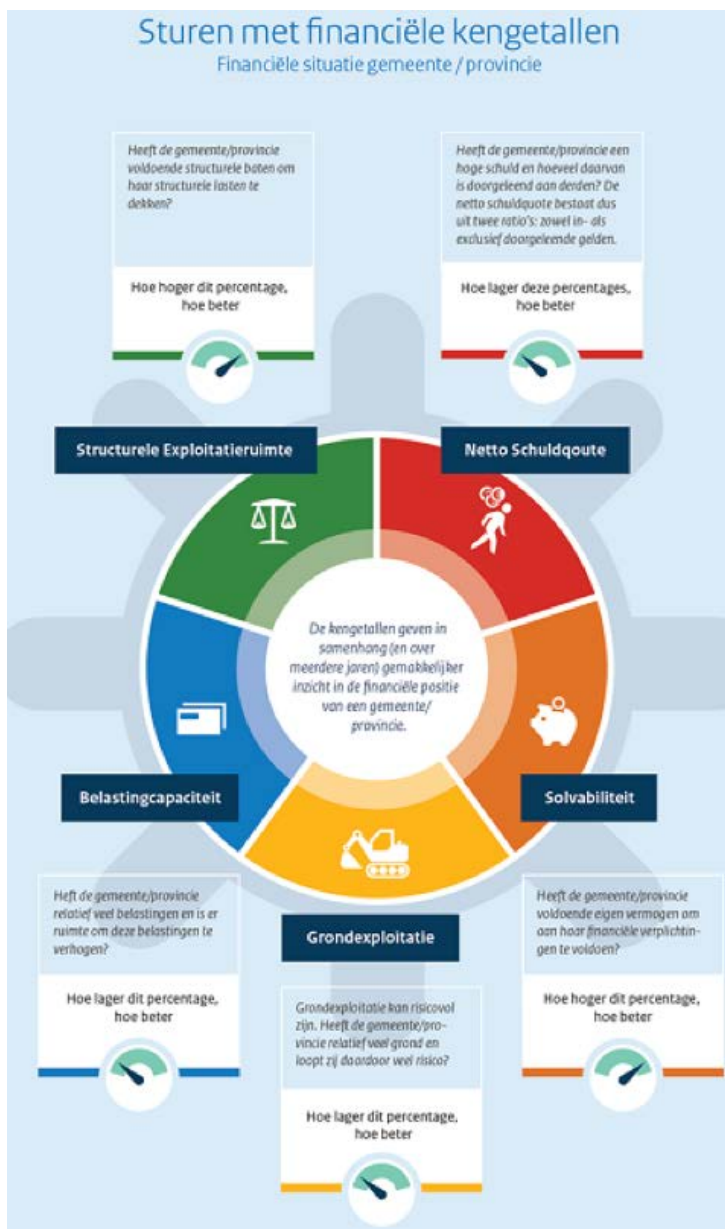 Sturen met financiële kengetallen
Financiële situatie gemeente / provincie
Heeft de gemeente/provincie
voldoende structurele baten om
haar structurele lasten te
dekken?
Hoe hoger dit percentage,
hoe beter
Heeft de gemeente/provincie een
hoge schuld en hoeveel daarvan
is doorgeleend aan derden? De
netto schuldquote bestaat dus
uit twee ratio's: zowel in- als
exclusief doorgeleende gelden.
Hoe lager deze percentages,
hoe beter
Structurele Exploitatieruimte
Netto Schuldqoute
De kengetallen geven in
samenhang (en over
meerdere jaren) gemakkelijker
inzicht in de financiële positie
van een gemeente/
provincie.
Belastingcapaciteit
Solvabiliteit
Heft de gemeente/provincie
relatief veel belastingen en is er
ruimte om deze belastingen te
verhogen?
Hoe lager dit percentage,
hoe beter
Grondexploitatie
Grondexploitatie kan risicovol
zijn. Heeft de gemeente/pro-
vincie relatief veel grond en
loopt zij daardoor veel risico?
Hoe lager dit percentage,
hoe beter
Heeft de gemeente/provincie
voldoende eigen vermogen om
aan haar financiële verplichtin-
gen te voldoen?
Hoe hoger dit percentage,
hoe beter